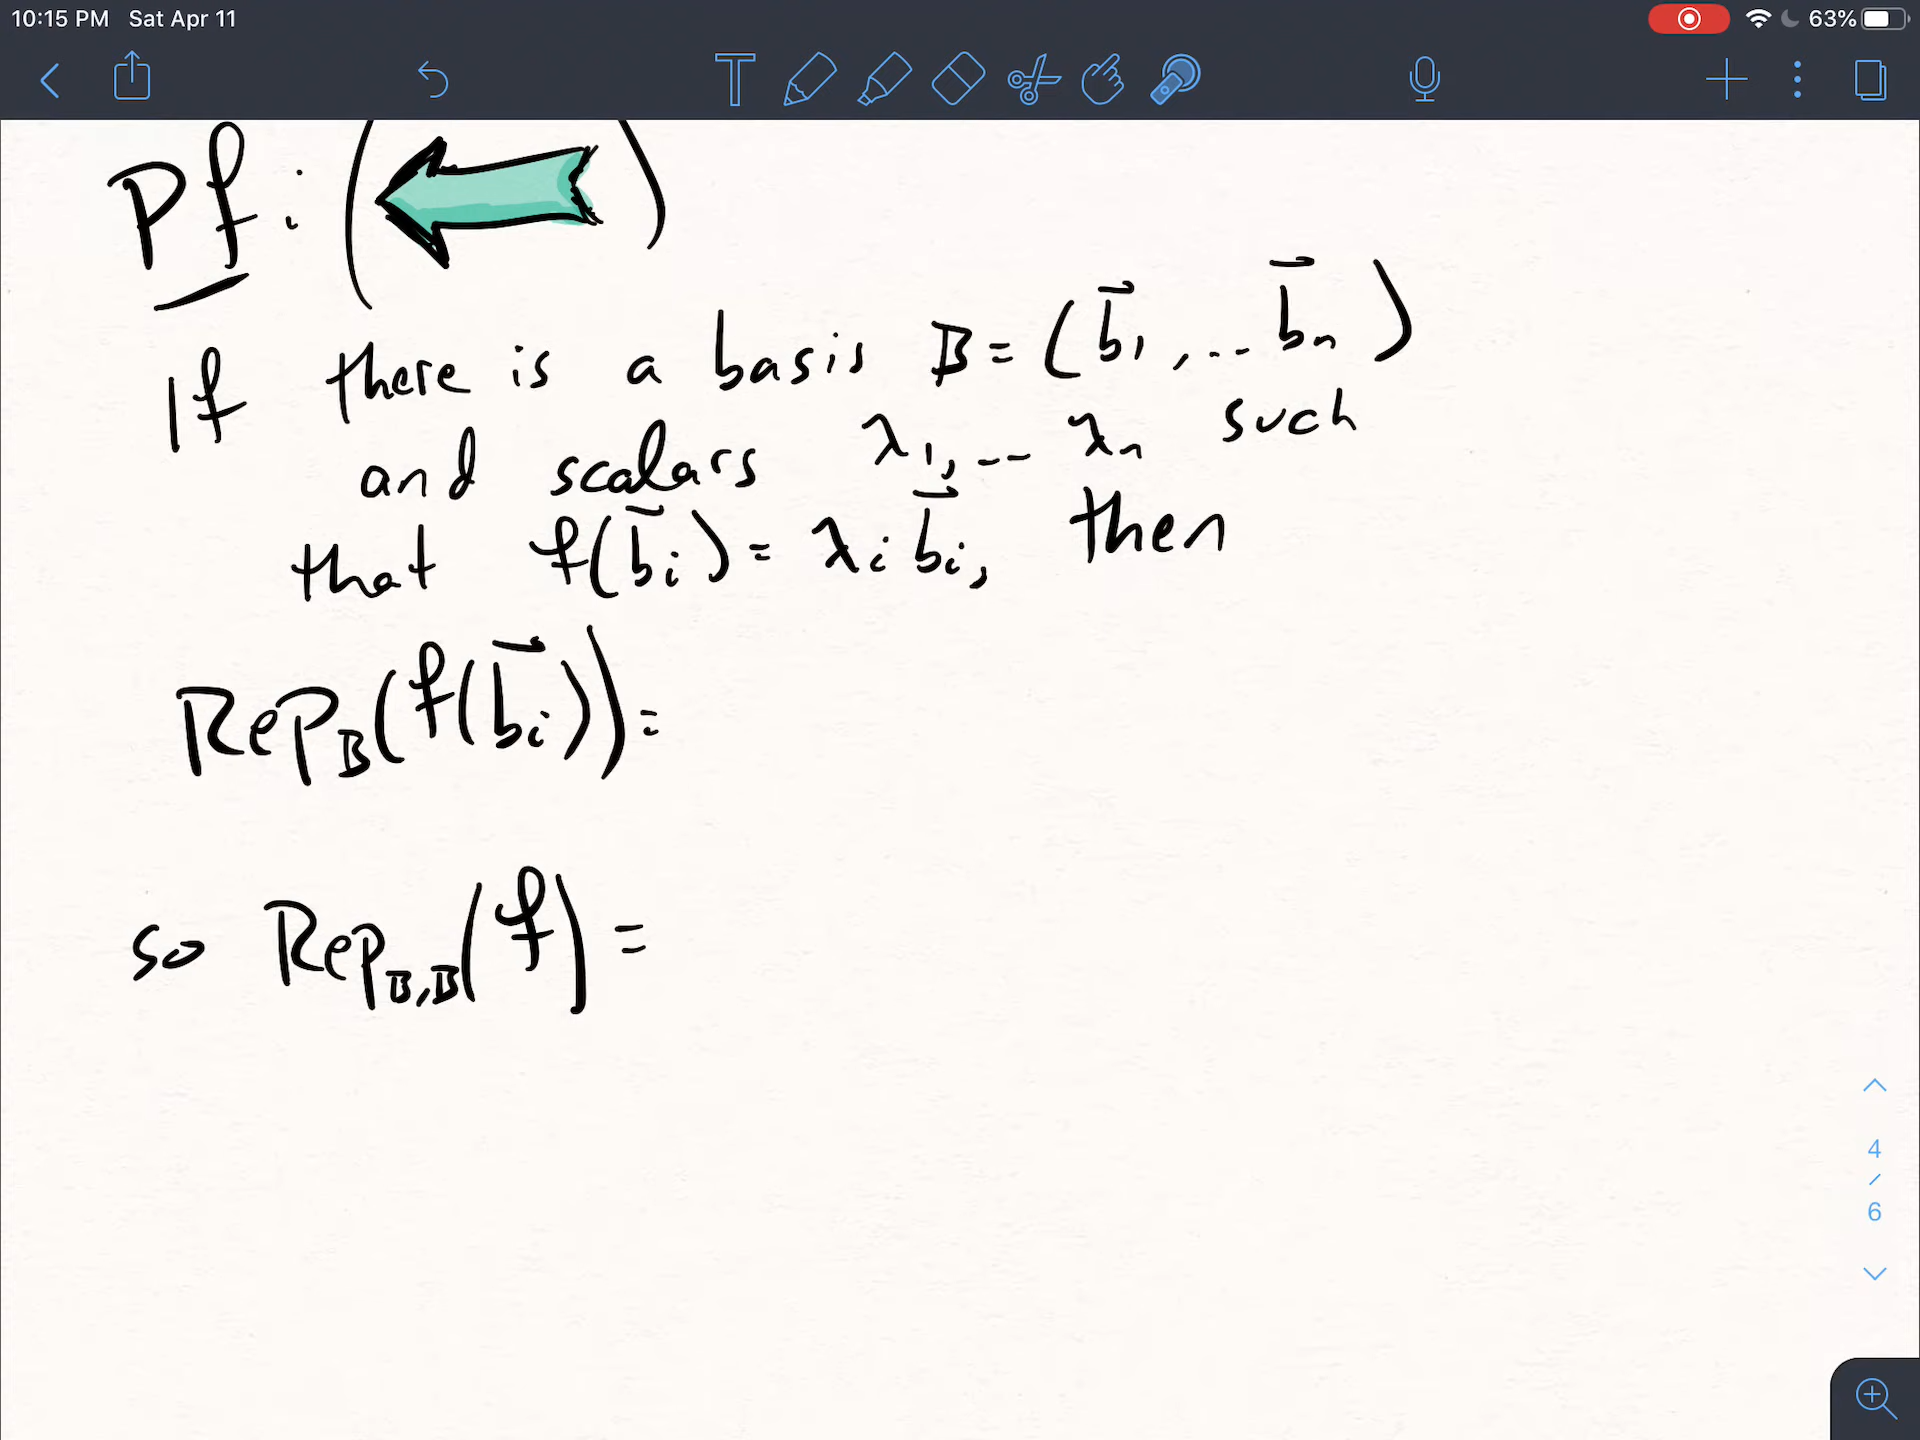 10:15 PM Sat Apr 11
63%
Pf: ( )
If there is a basis B = (b⃗₁, ... b⃗ₙ)
and scalars λ₁, ... λₙ such
that f(b⃗ᵢ) = λᵢ b⃗ᵢ, then
Rep_B(f(b⃗ᵢ)) =
so Rep_B,B(f) =
4
/
6